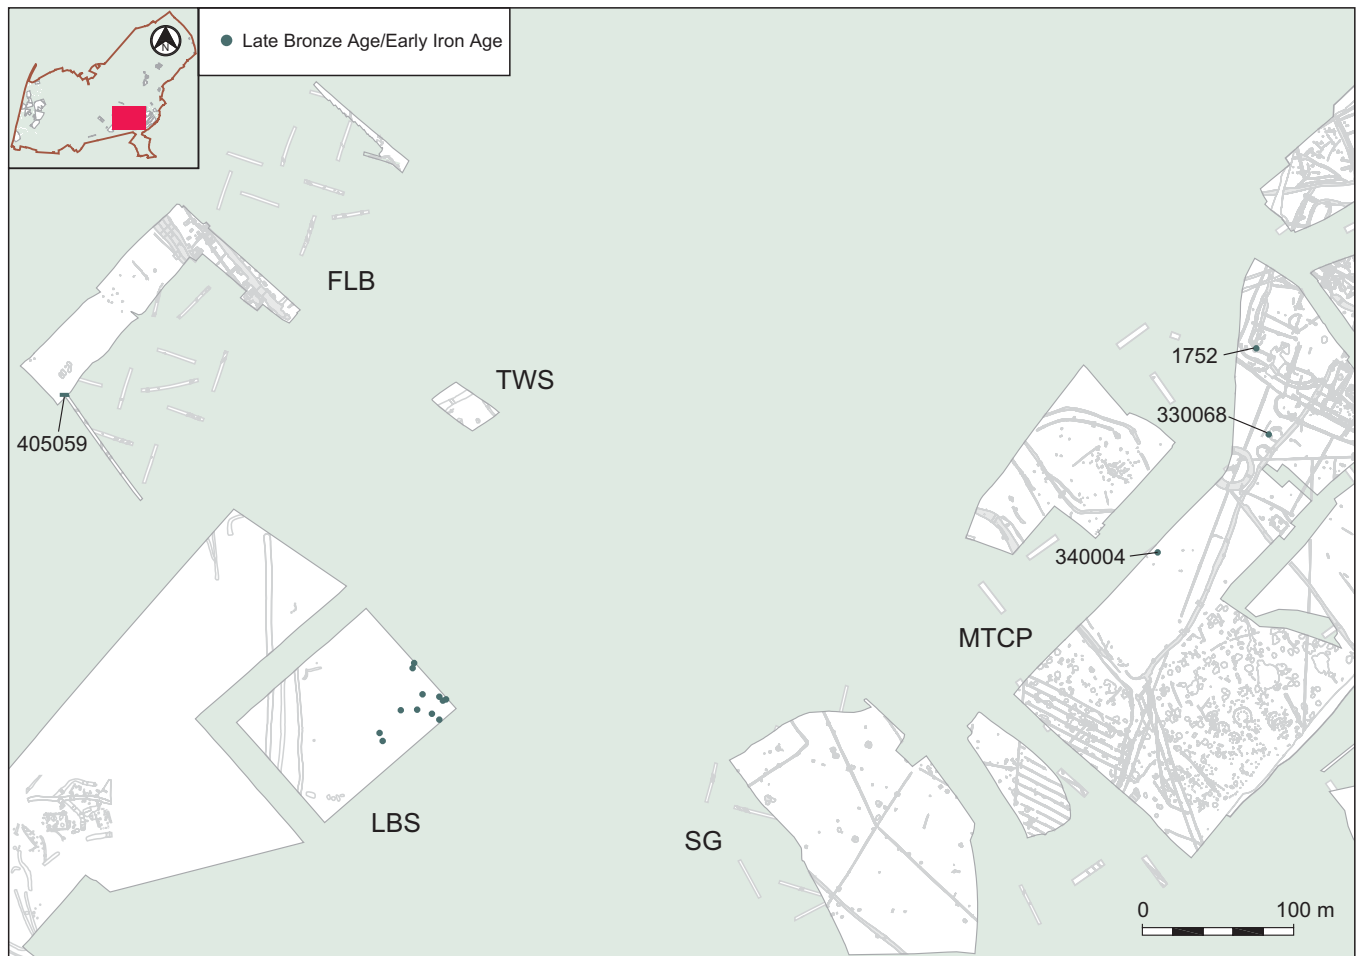 N
Late Bronze Age/Early Iron Age
FLB
1752
TWS
330068
405059
340004
MTCP
LBS
SG
0 100 m